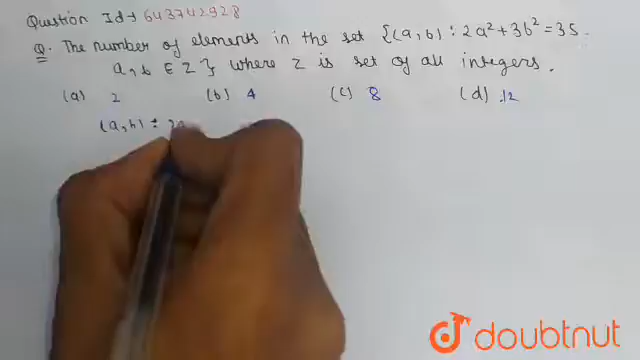 Question Id → 643742928
Q. The number of elements in the set {(a,b) : 2a² + 3b² = 35.
a, b ∈ Z } where Z is set of all integers.
(a) 2 (b) 4 (c) 8 (d) 12
(a,b) : 2a
doubtnut